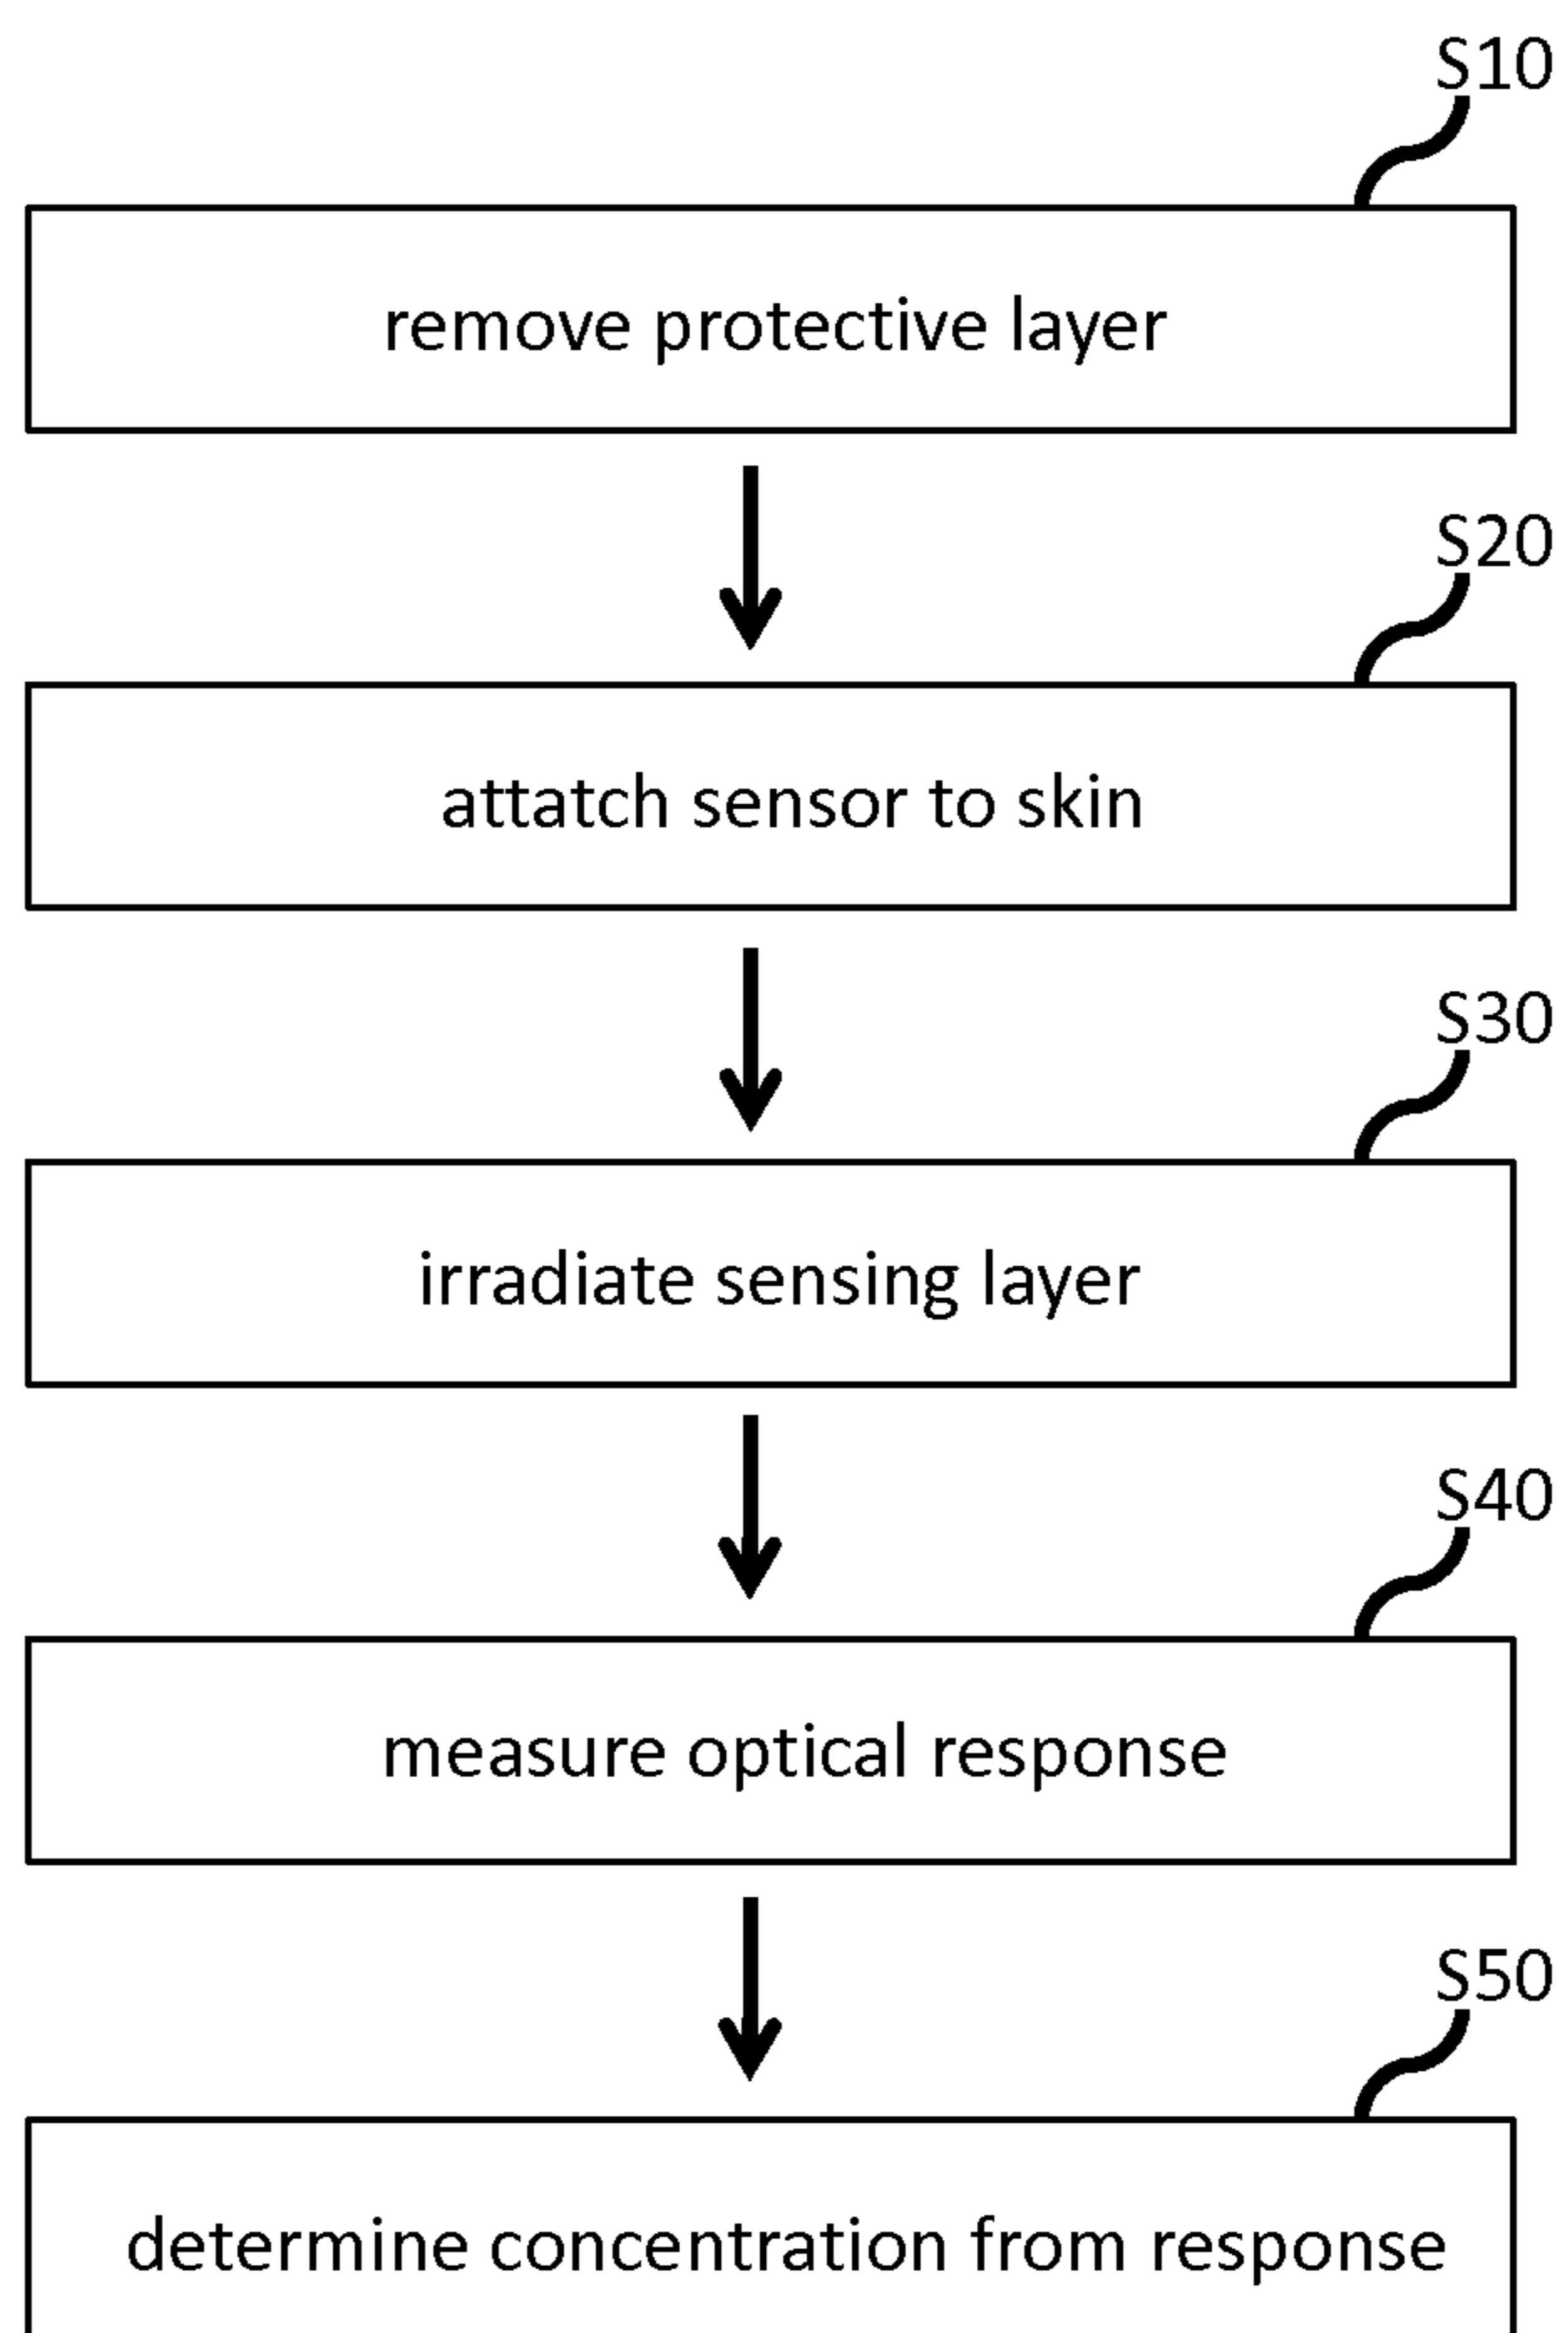 S10
remove protective layer
S20
attatch sensor to skin
S30
irradiate sensing layer
S40
measure optical response
S50
determine concentration from response